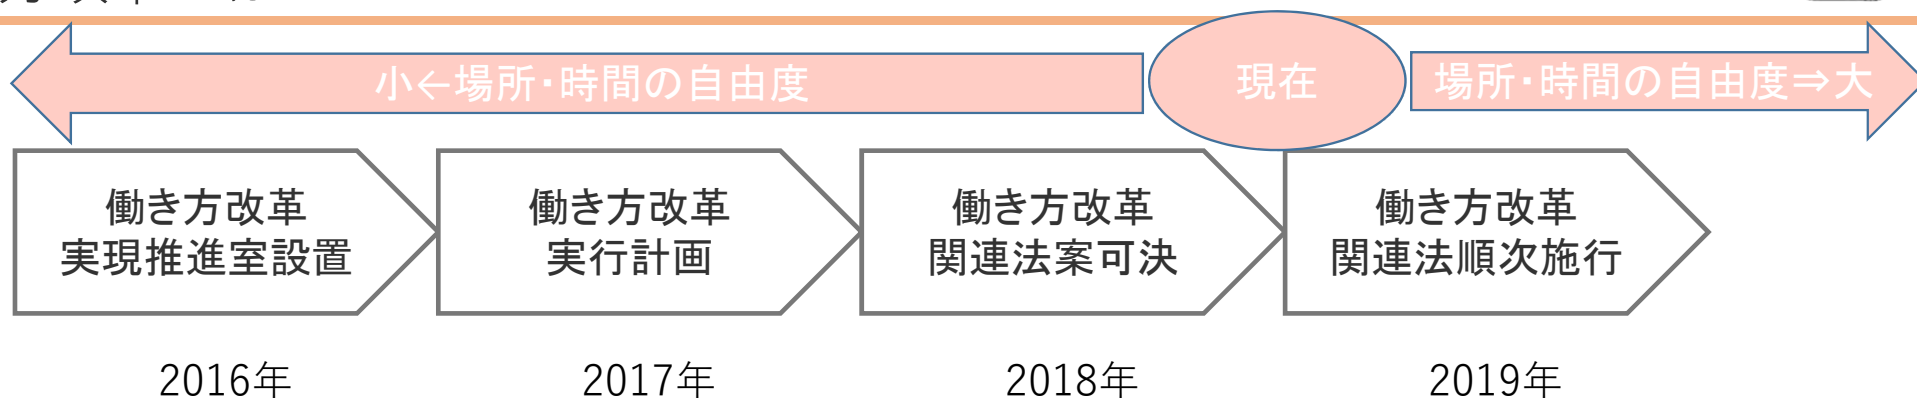 小←場所・時間の自由度
現在
場所・時間の自由度⇒大
働き方改革
実現推進室設置
働き方改革
実行計画
働き方改革
関連法案可決
働き方改革
関連法順次施行
2016年
2017年
2018年
2019年